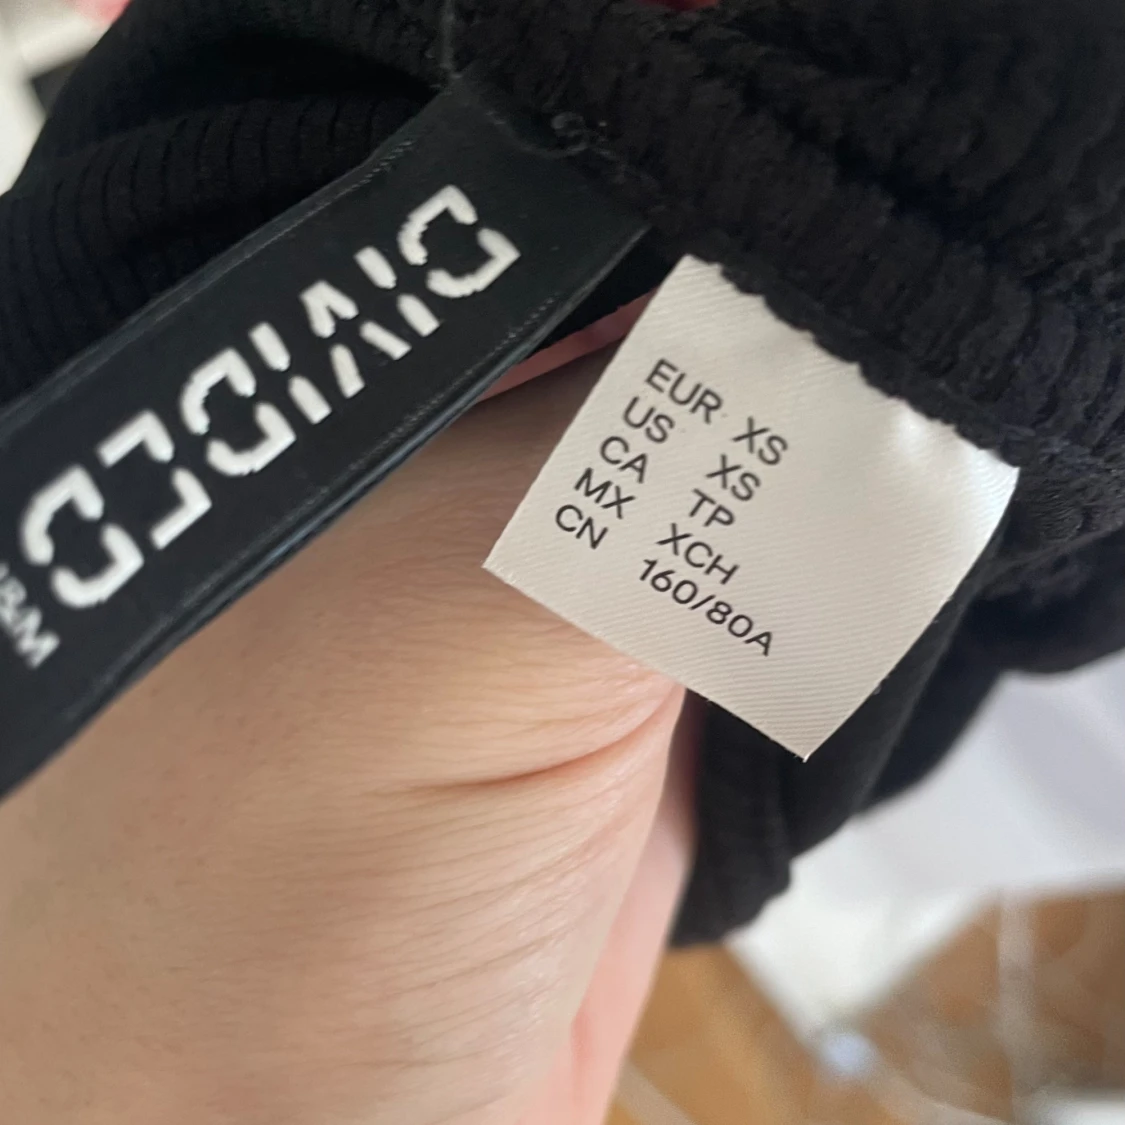 DIVIDED
H&M
EUR XS
US XS
CA TP
MX XCH
CN 160/80A